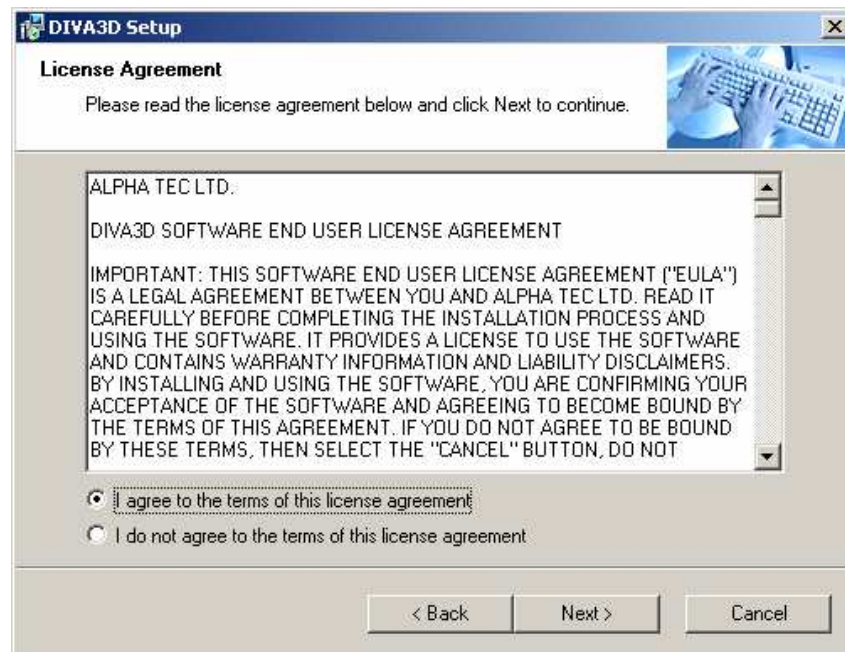 DIVA3D Setup
License Agreement
Please read the license agreement below and click Next to continue.
ALPHA TEC LTD.
DIVA3D SOFTWARE END USER LICENSE AGREEMENT
IMPORTANT: THIS SOFTWARE END USER LICENSE AGREEMENT ("EULA")
IS A LEGAL AGREEMENT BETWEEN YOU AND ALPHA TEC LTD. READ IT
CAREFULLY BEFORE COMPLETING THE INSTALLATION PROCESS AND
USING THE SOFTWARE. IT PROVIDES A LICENSE TO USE THE SOFTWARE
AND CONTAINS WARRANTY INFORMATION AND LIABILITY DISCLAIMERS.
BY INSTALLING AND USING THE SOFTWARE, YOU ARE CONFIRMING YOUR
ACCEPTANCE OF THE SOFTWARE AND AGREEING TO BECOME BOUND BY
THE TERMS OF THIS AGREEMENT. IF YOU DO NOT AGREE TO BE BOUND
BY THESE TERMS, THEN SELECT THE "CANCEL" BUTTON, DO NOT
I agree to the terms of this license agreement
I do not agree to the terms of this license agreement
< Back Next > Cancel